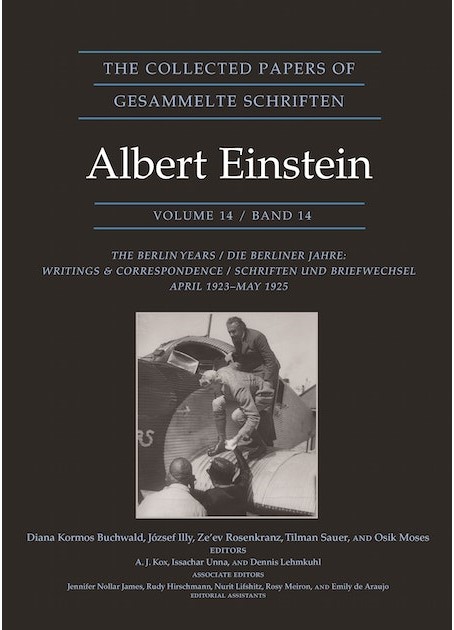 THE COLLECTED PAPERS OF
GESAMMELTE SCHRIFTEN
Albert Einstein
VOLUME 14 / BAND 14
THE BERLIN YEARS / DIE BERLINER JAHRE:
WRITINGS & CORRESPONDENCE / SCHRIFTEN UND BRIEFWECHSEL
APRIL 1923–MAY 1925
RS
Diana Kormos Buchwald, József Illy, Ze'ev Rosenkranz, Tilman Sauer, AND Osik Moses
EDITORS
A. J. Kox, Issachar Unna, AND Dennis Lehmkuhl
ASSOCIATE EDITORS
Jennifer Nollar James, Rudy Hirschmann, Nurit Lifshitz, Rosy Meiron, AND Emily de Araujo
EDITORIAL ASSISTANTS